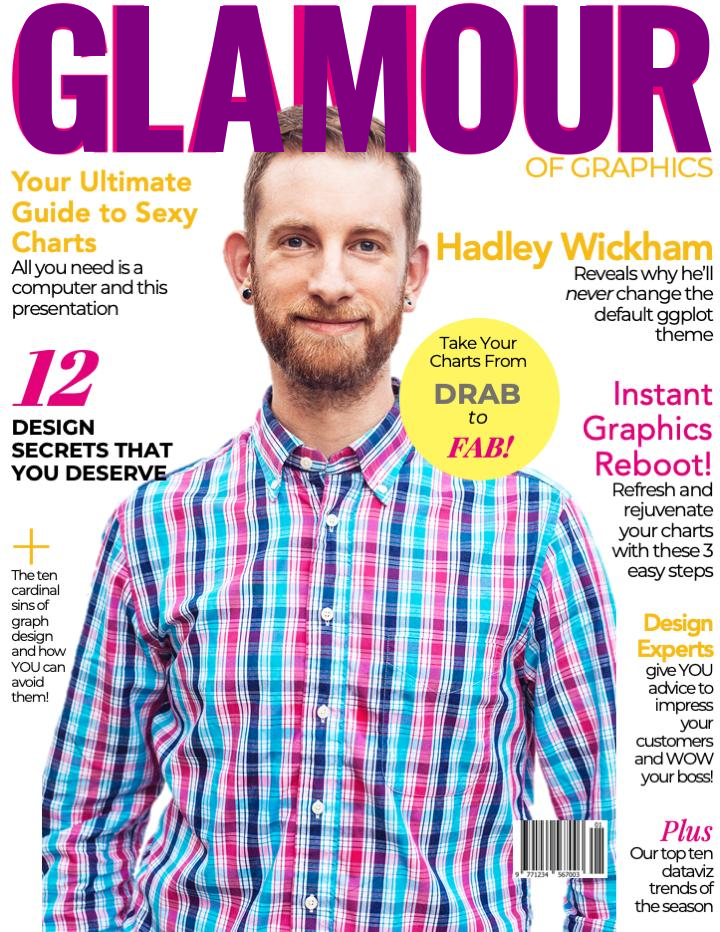 GLAMOUR
OF GRAPHICS
Your Ultimate
Guide to Sexy
Charts
All you need is a
computer and this
presentation
12
DESIGN
SECRETS THAT
YOU DESERVE
+
The ten
cardinal
sins of
graph
design
and how
YOU can
avoid
them!
Hadley Wickham
Reveals why he'll
never change the
default ggplot
theme
Take Your
Charts From
DRAB
to
FAB!
Instant
Graphics
Reboot!
Refresh and
rejuvenate
your charts
with these 3
easy steps
Design
Experts
give YOU
advice to
impress
your
customers
and WOW
your boss!
Plus
Our top ten
dataviz
trends of
the season
9 771234 567003